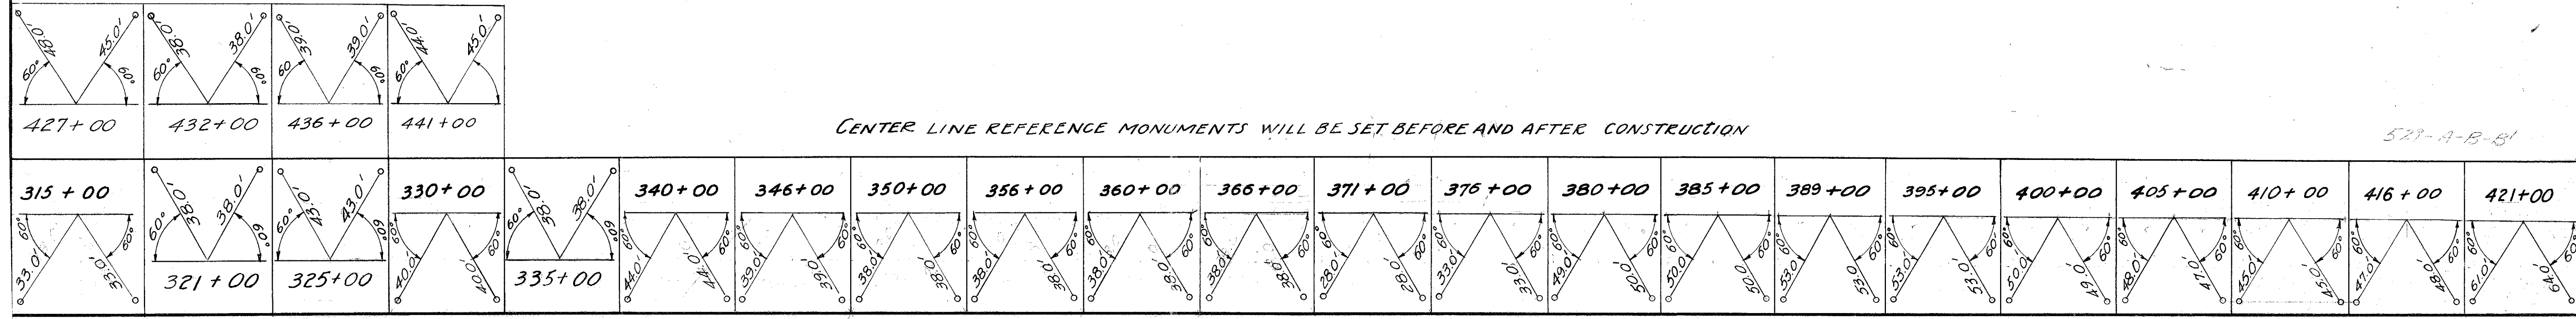 48.0' 45.0' 38.0' 38.0' 39.0' 39.0' 44.0' 45.0'
60° 60° 60° 60° 60 60° 60°
427+00 432+00 436+00 441+00
CENTER LINE REFERENCE MONUMENTS WILL BE SET BEFORE AND AFTER CONSTRUCTION
529-A-B-B'
315+00 38.0' 38.0' 43.0' 43.0' 330+00 38.0' 38.0' 340+00 346+00 350+00 356+00 360+00 366+00 371+00 376+00 380+00 385+00 389+00 395+00 400+00 405+00 410+00 416+00 421+00
60° 60° 60° 60° 60° 60° 60° 60° 60° 60° 60° 60° 60° 60° 60° 60° 60° 60° 60° 60° 60° 60° 60° 60° 60° 60° 60° 60° 60° 60° 60° 60° 60° 60° 60° 60° 60° 60° 60° 60° 60° 60° 60° 60°
33.0' 33.0' 40.0' 40.0' 44.0' 44.0' 39.0' 39.0' 38.0' 38.0' 38.0' 38.0' 38.0' 38.0' 38.0' 38.0' 28.0' 28.0' 33.0' 33.0' 49.0' 50.0' 50.0 50.0 53.0 53.0 53.0' 53.0' 50.0' 49.0' 48.0' 47.0' 45.0' 45.0' 47.0' 48.0' 61.0' 64.0'
321+00 325+00 335+00